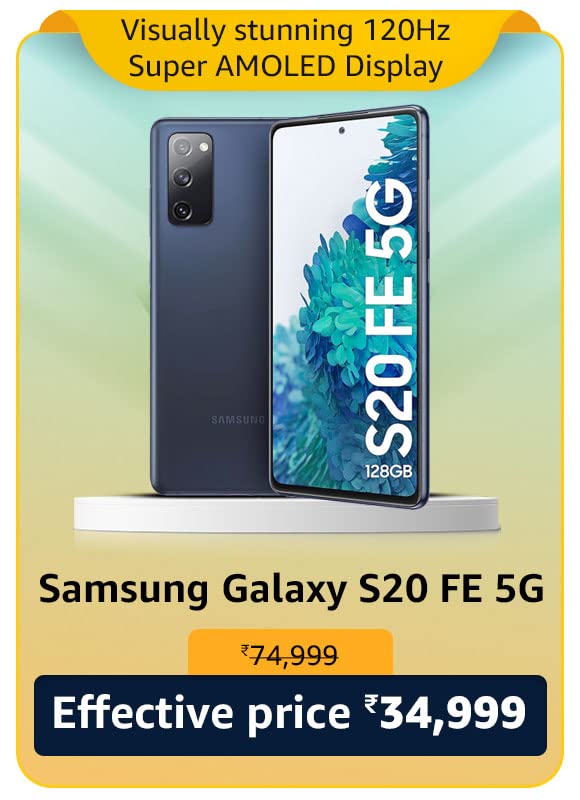 Visually stunning 120Hz
Super AMOLED Display
SAMSUNG
S20 FE 5G
128GB
Samsung Galaxy S20 FE 5G
₹74,999
Effective price ₹34,999